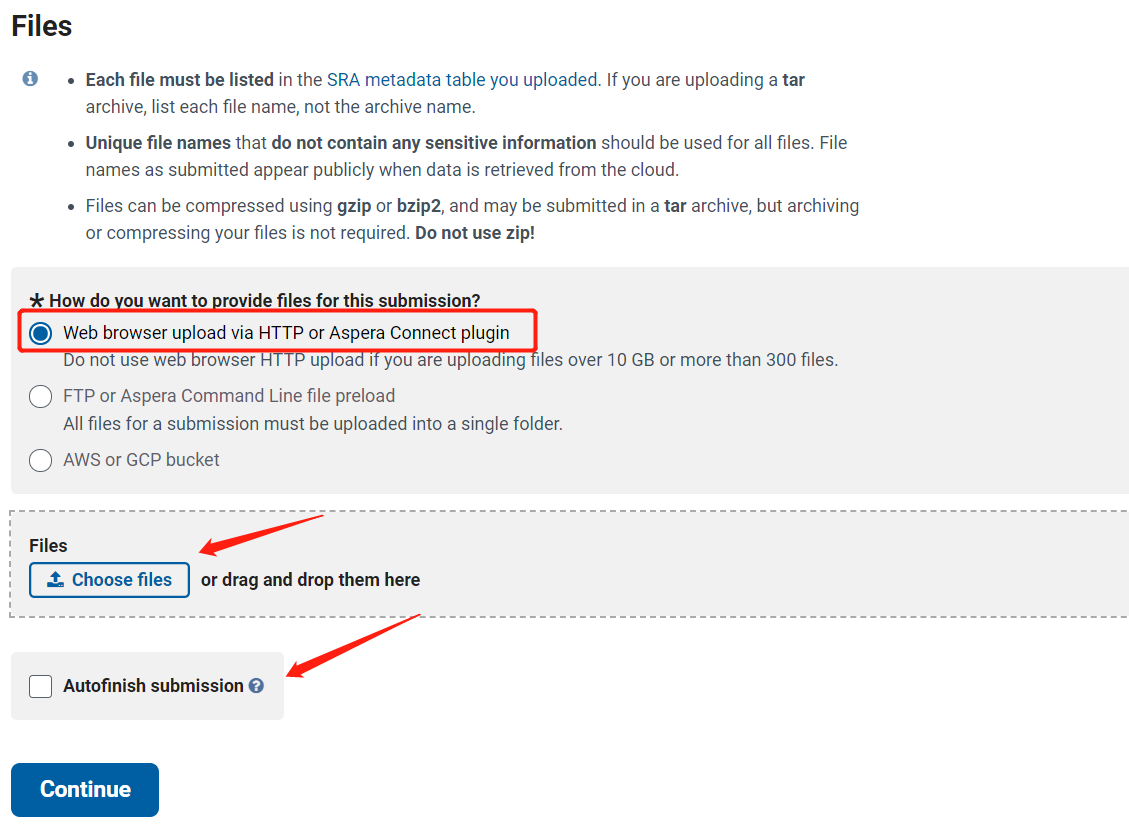 Files
Each file must be listed in the SRA metadata table you uploaded. If you are uploading a tar
archive, list each file name, not the archive name.
Unique file names that do not contain any sensitive information should be used for all files. File
names as submitted appear publicly when data is retrieved from the cloud.
Files can be compressed using gzip or bzip2, and may be submitted in a tar archive, but archiving
or compressing your files is not required. Do not use zip!
* How do you want to provide files for this submission?
Web browser upload via HTTP or Aspera Connect plugin
Do not use web browser HTTP upload if you are uploading files over 10 GB or more than 300 files.
FTP or Aspera Command Line file preload
All files for a submission must be uploaded into a single folder.
AWS or GCP bucket
Files
Choose files or drag and drop them here
Autofinish submission ?
Continue